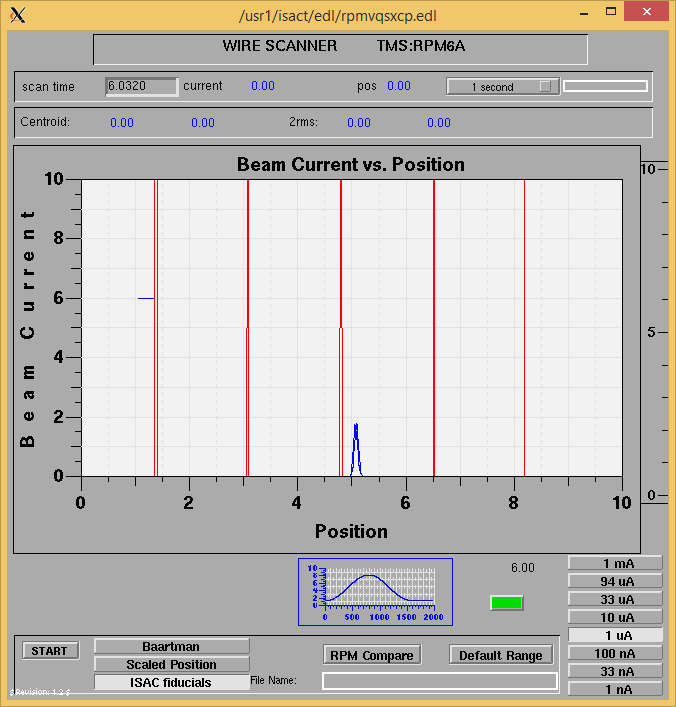 /usr1/isact/edl/rpmvqsxcp.edl
WIRE SCANNER TMS:RPM6A
scan time 6.0320 current 0.00 pos 0.00 1 second
Centroid: 0.00 0.00 2rms: 0.00 0.00
Beam Current vs. Position
Beam Current
10
8
6
4
2
0
0 2 4 6 8 10
Position
10
5
0
10
8
6
4
2
0
0 500 1000 1500 2000
6.00
1 mA
94 uA
33 uA
10 uA
1 uA
100 nA
33 nA
1 nA
START
Baartman
Scaled Position
ISAC fiducials
RPM Compare
Default Range
File Name:
$Revision: 1.2 $